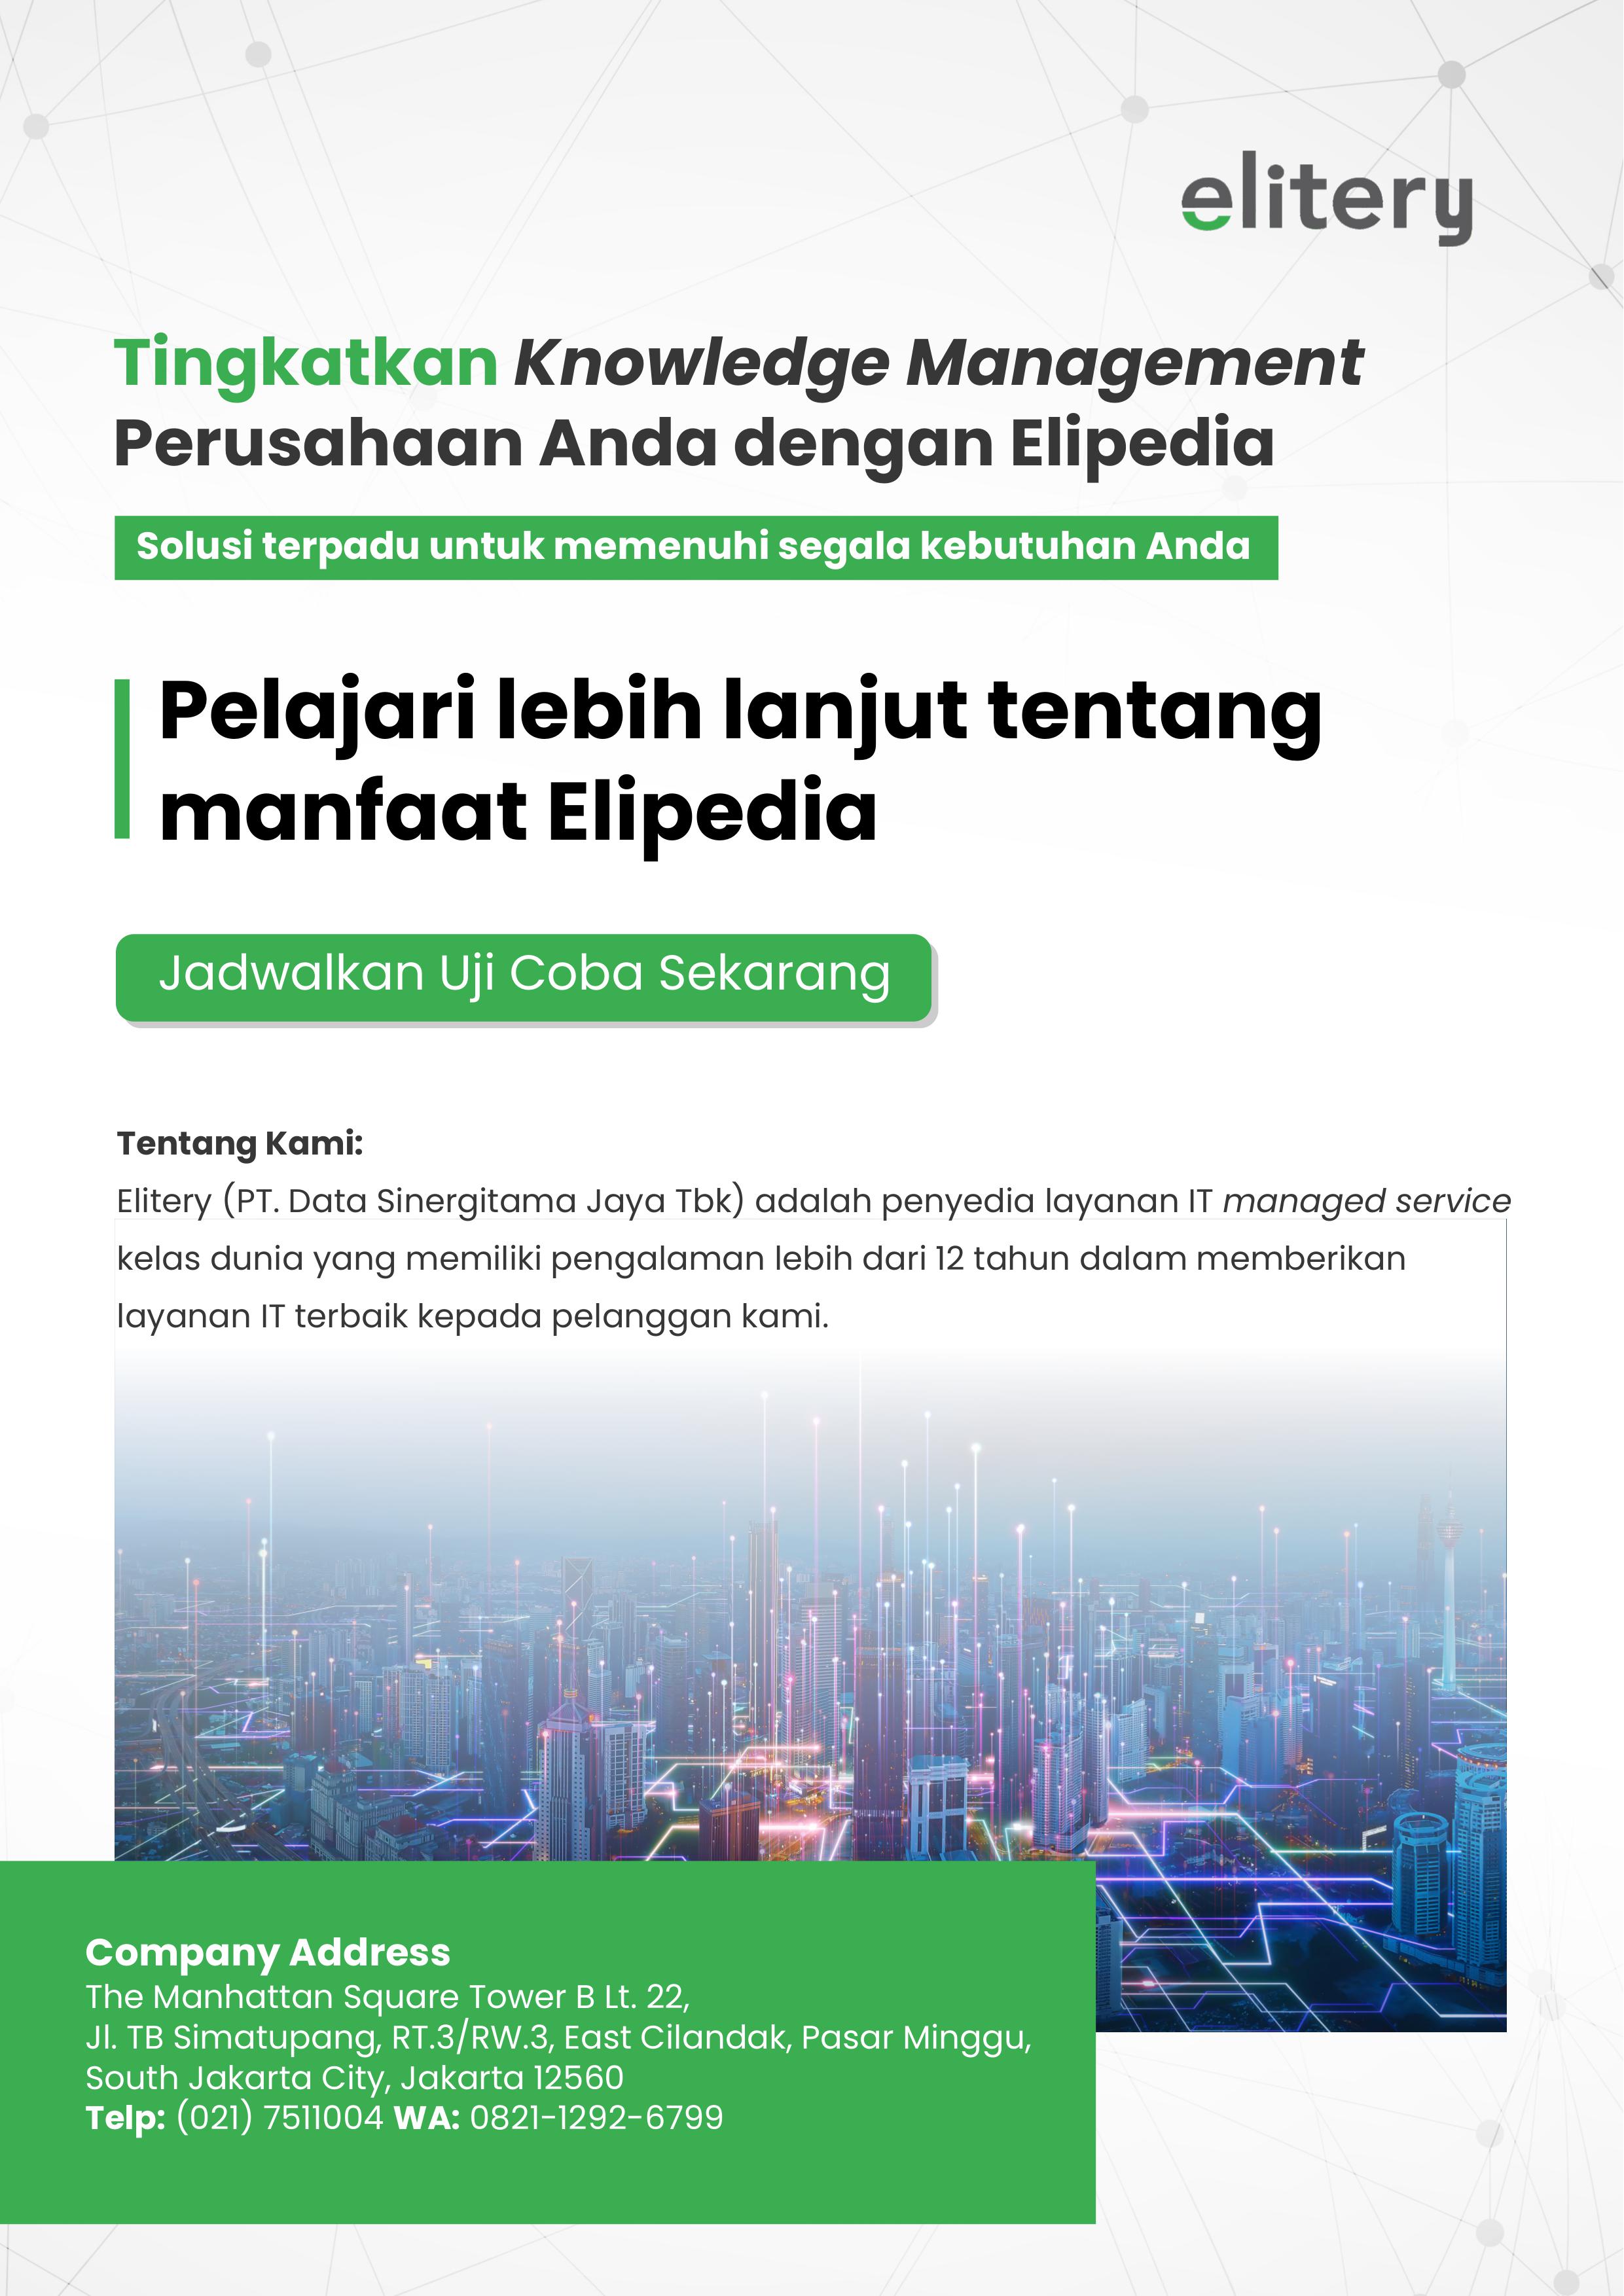 elitery
Tingkatkan Knowledge Management
Perusahaan Anda dengan Elipedia
Solusi terpadu untuk memenuhi segala kebutuhan Anda
Pelajari lebih lanjut tentang
manfaat Elipedia
Jadwalkan Uji Coba Sekarang
Tentang Kami:
Elitery (PT. Data Sinergitama Jaya Tbk) adalah penyedia layanan IT managed service
kelas dunia yang memiliki pengalaman lebih dari 12 tahun dalam memberikan
layanan IT terbaik kepada pelanggan kami.
Company Address
The Manhattan Square Tower B Lt. 22,
Jl. TB Simatupang, RT.3/RW.3, East Cilandak, Pasar Minggu,
South Jakarta City, Jakarta 12560
Telp: (021) 7511004 WA: 0821-1292-6799